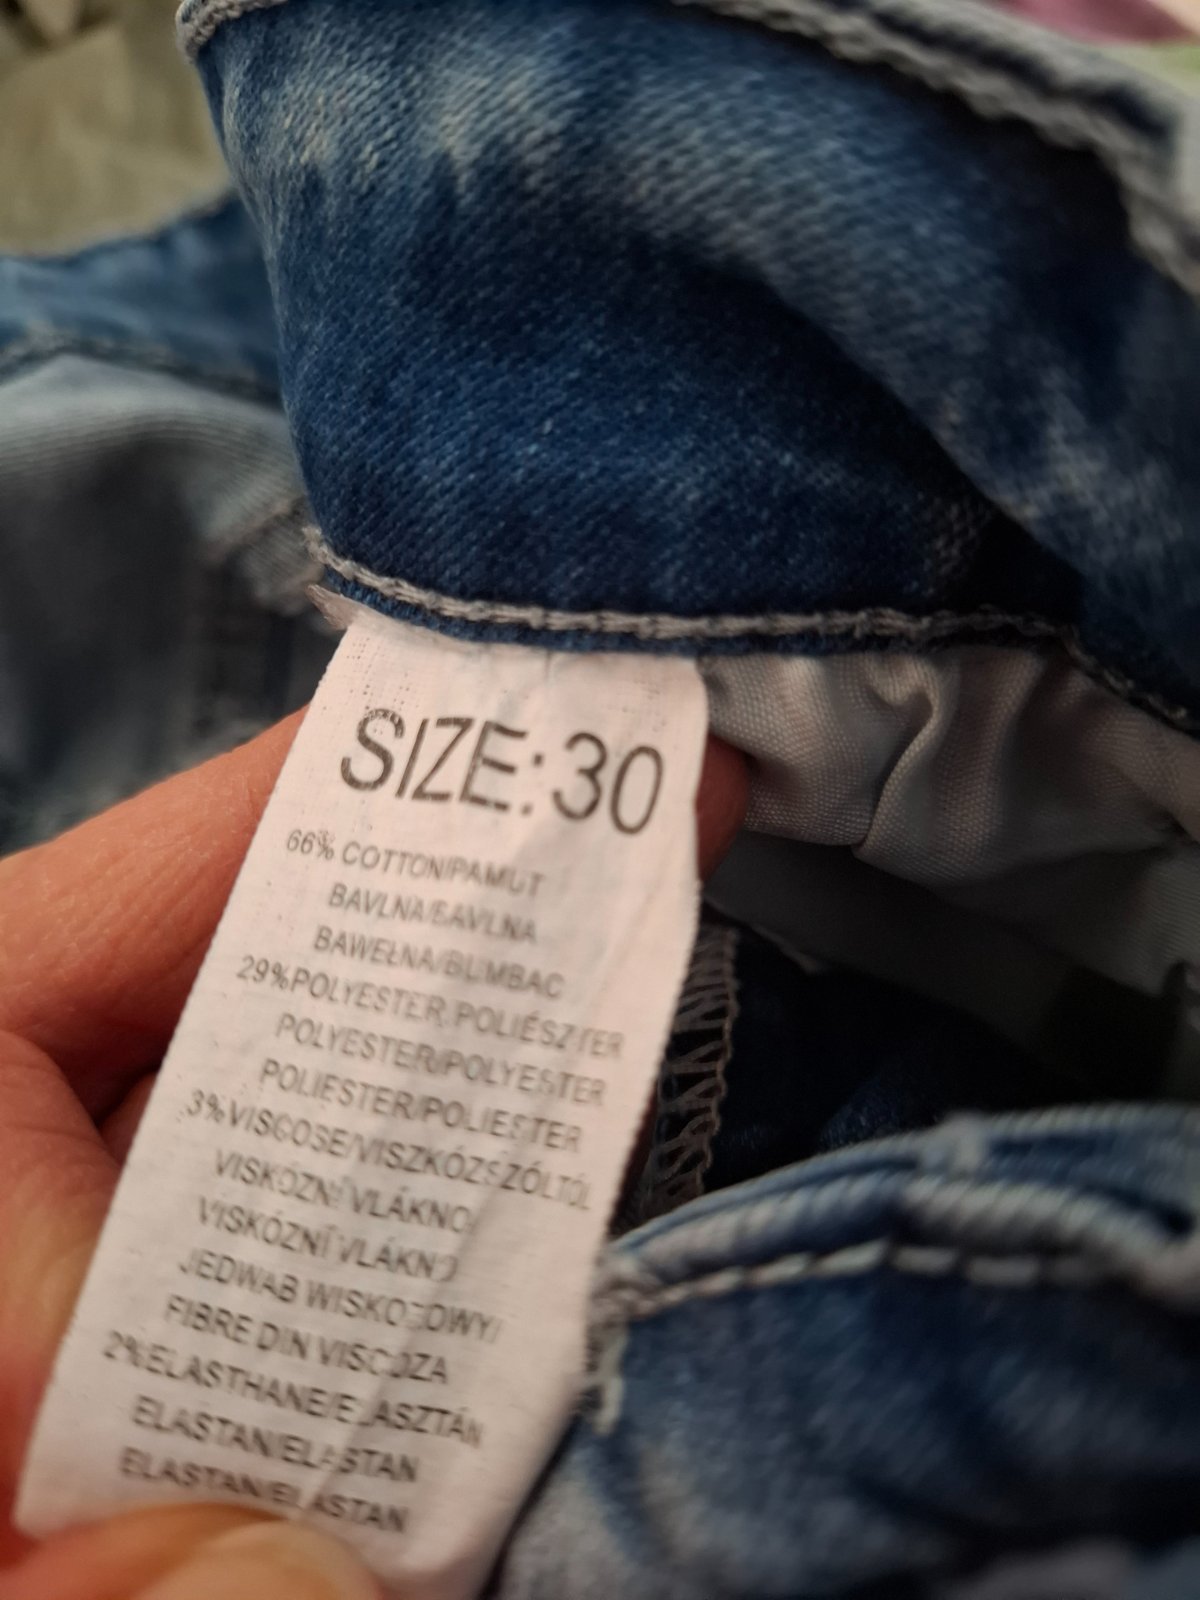 SIZE: 30
66% COTTON/PAMUT
BAVLNA/BAVLNA
BAWEŁNA/BUMBAC
29%POLYESTER/POLIÉSZTER
POLYESTER/POLYESTER
POLIESTER/POLIESTER
3%VISCOSE/VISZKÓZSZÓLTÓL
VISKÓZNÍ VLÁKNO/
VISKÓZNÍ VLÁKNO
JEDWAB WISKOZOWY/
FIBRE DIN VISCOZA
2%ELASTHANE/ELASZTÁN
ELASTAN/ELASTAN
ELASTAN/ELASTAN